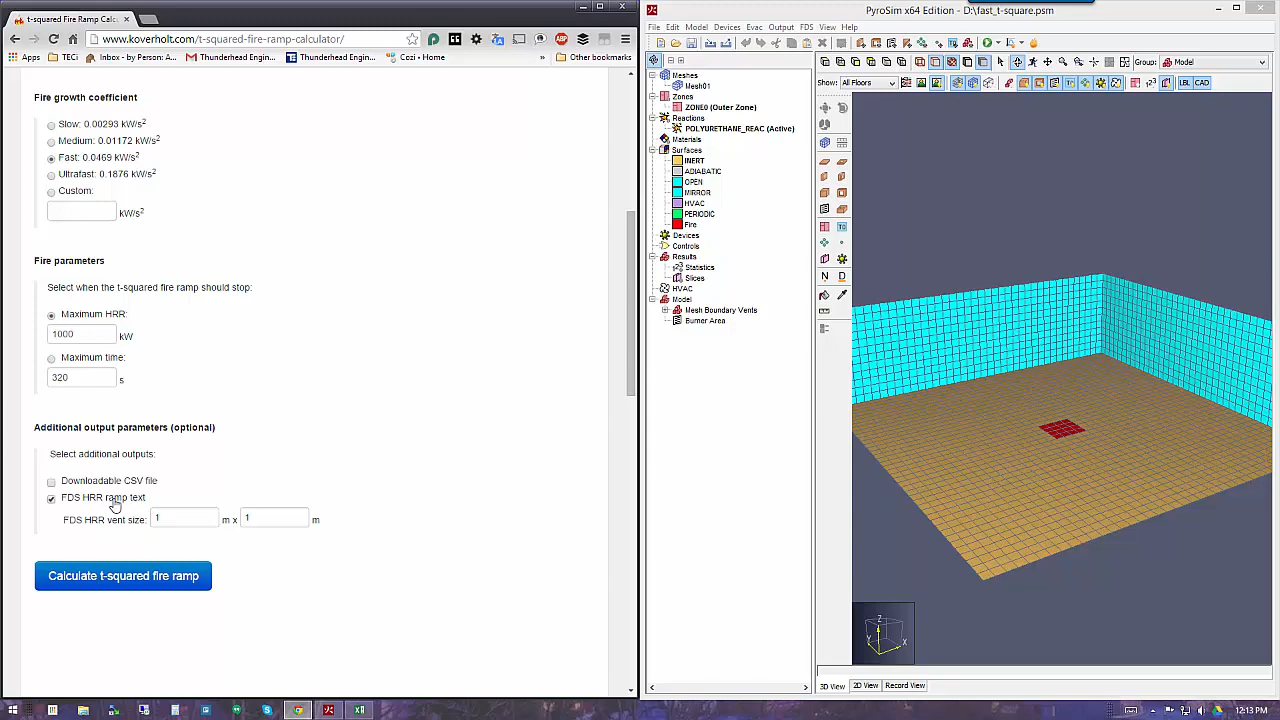 t-squared Fire Ramp Calc
www.koverholt.com/t-squared-fire-ramp-calculator/
Apps TECI Inbox - by Person: A... Thunderhead Engin... Thunderhead Engin... Cozi - Home Other bookmarks
Fire growth coefficient
Slow: 0.00293 kW/s²
Medium: 0.01172 kW/s²
Fast: 0.0469 kW/s²
Ultrafast: 0.1876 kW/s²
Custom:
kW/s²
Fire parameters
Select when the t-squared fire ramp should stop:
Maximum HRR:
1000 kW
Maximum time:
320 s
Additional output parameters (optional)
Select additional outputs:
Downloadable CSV file
FDS HRR ramp text
FDS HRR vent size: 1 m x 1 m
Calculate t-squared fire ramp
PyroSim x64 Edition - D:\fast_t-square.psm
File Edit Model Devices Evac Output FDS View Help
Group: Model
Show: All Floors LBL CAD
Meshes
Mesh01
Zones
ZONE0 (Outer Zone)
Reactions
POLYURETHANE_REAC (Active)
Materials
Surfaces
INERT
ADIABATIC
OPEN
MIRROR
HVAC
PERIODIC
Fire
Devices
Controls
Results
Statistics
Slices
HVAC
Model
Mesh Boundary Vents
Burner Area
N D
Z
Y X
3D View 2D View Record View
12:13 PM